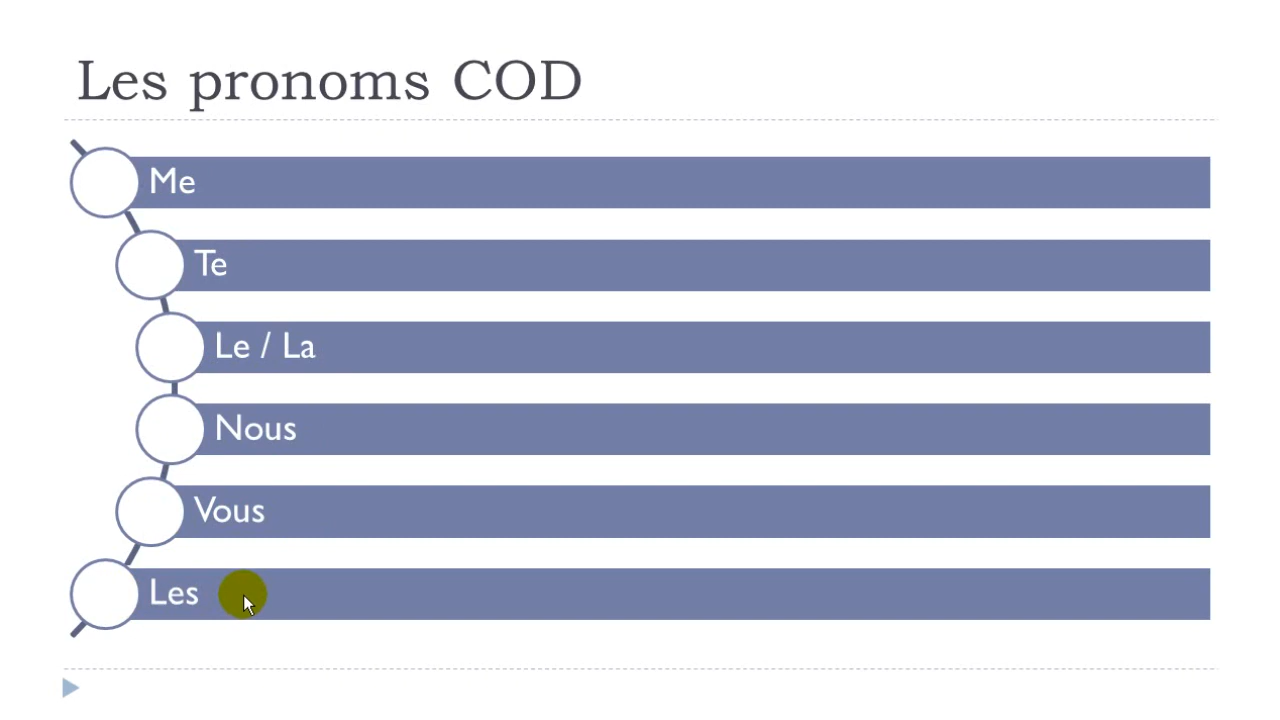 Les pronoms COD
Me
Te
Le / La
Nous
Vous
Les